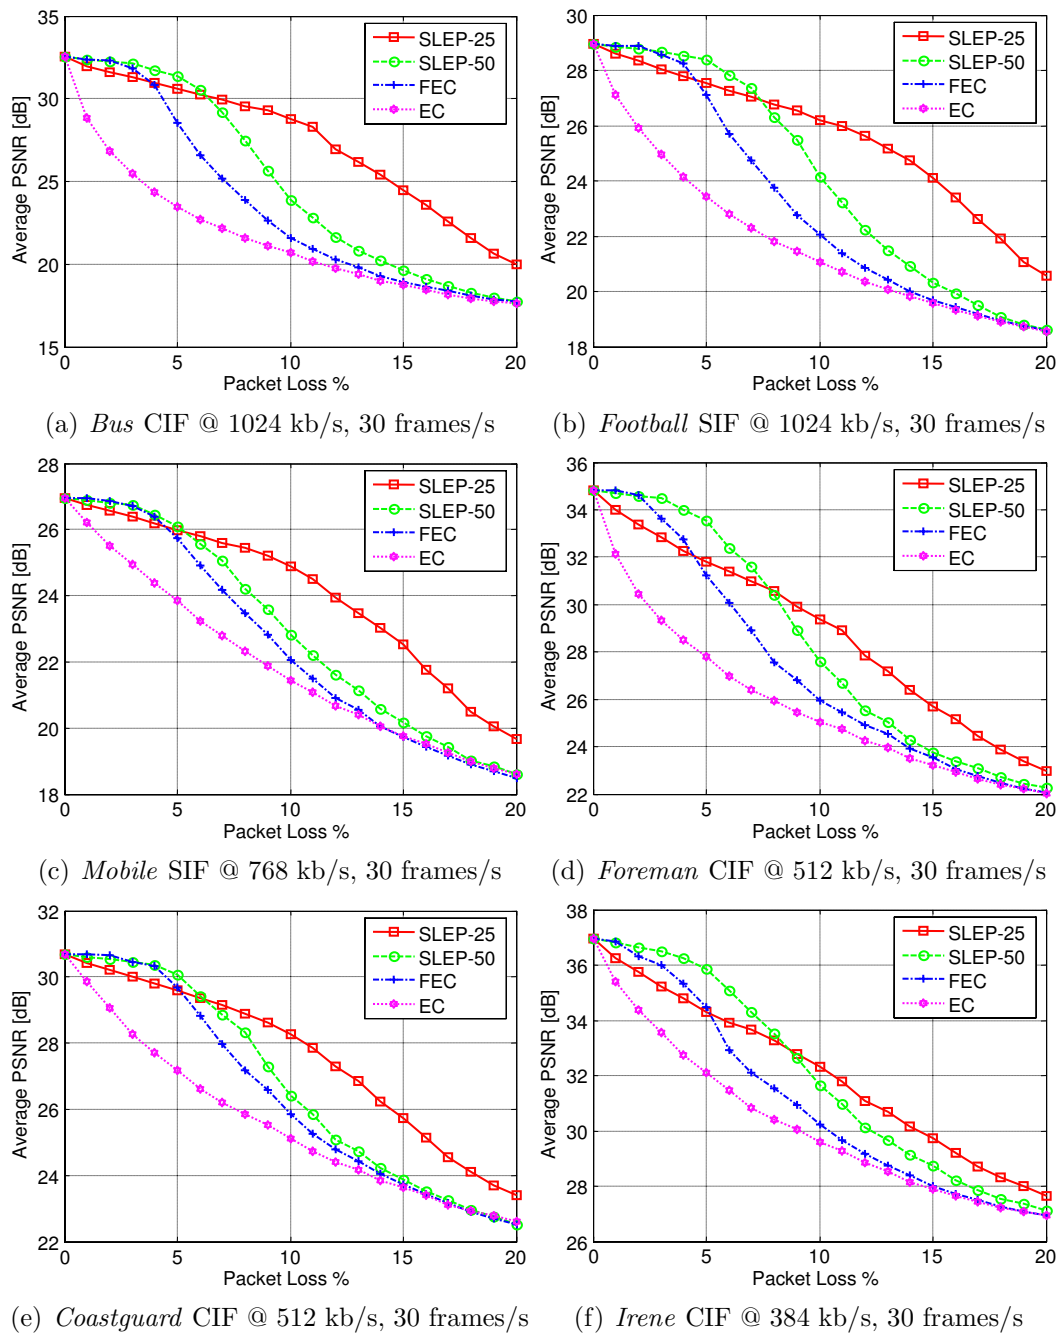 35
30
25
20
15
Average PSNR [dB]
0 5 10 15 20
Packet Loss %
SLEP-25
SLEP-50
FEC
EC
(a) Bus CIF @ 1024 kb/s, 30 frames/s
30
28
26
24
22
20
18
Average PSNR [dB]
0 5 10 15 20
Packet Loss %
SLEP-25
SLEP-50
FEC
EC
(b) Football SIF @ 1024 kb/s, 30 frames/s
28
26
24
22
20
18
Average PSNR [dB]
0 5 10 15 20
Packet Loss %
SLEP-25
SLEP-50
FEC
EC
(c) Mobile SIF @ 768 kb/s, 30 frames/s
36
34
32
30
28
26
24
22
Average PSNR [dB]
0 5 10 15 20
Packet Loss %
SLEP-25
SLEP-50
FEC
EC
(d) Foreman CIF @ 512 kb/s, 30 frames/s
32
30
28
26
24
22
Average PSNR [dB]
0 5 10 15 20
Packet Loss %
SLEP-25
SLEP-50
FEC
EC
(e) Coastguard CIF @ 512 kb/s, 30 frames/s
38
36
34
32
30
28
26
Average PSNR [dB]
0 5 10 15 20
Packet Loss %
SLEP-25
SLEP-50
FEC
EC
(f) Irene CIF @ 384 kb/s, 30 frames/s